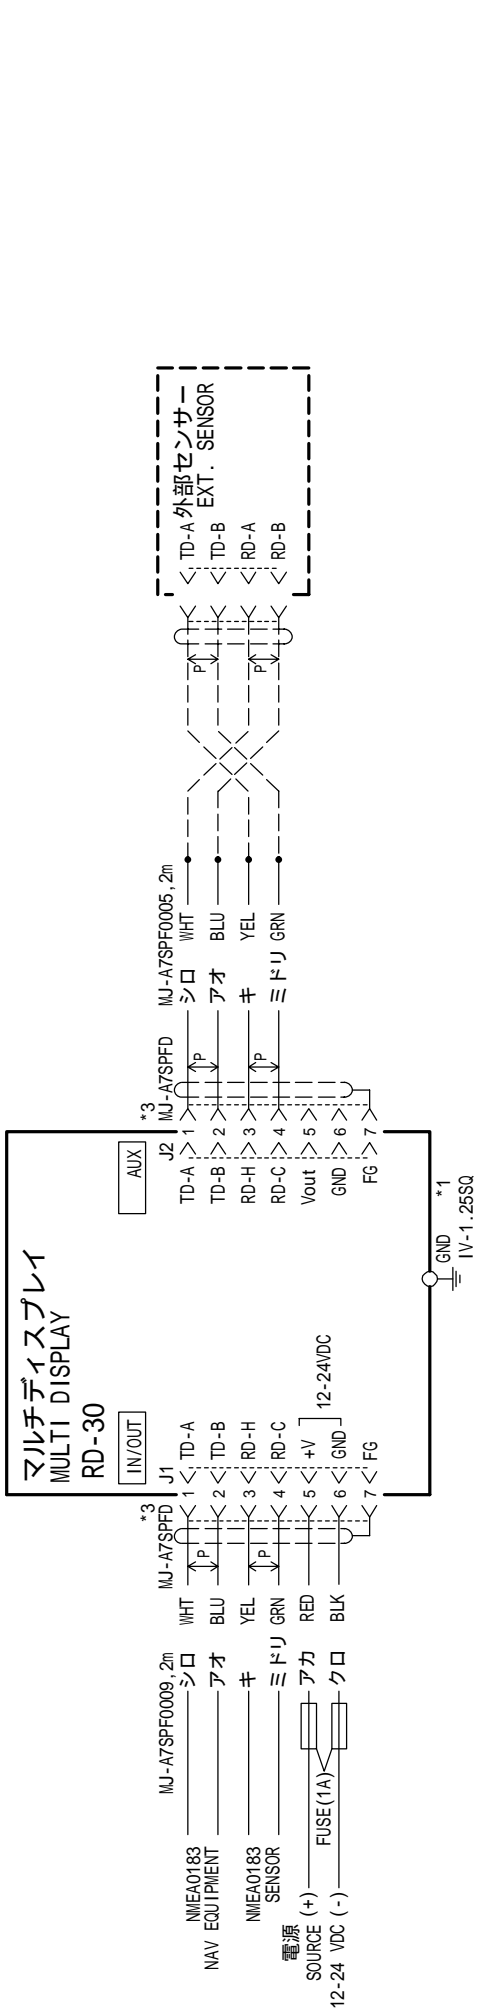 マルチディスプレイ
MULTI DISPLAY
RD-30
IN/OUT
AUX
*3
MJ-A7SPFD
J1
1 TD-A
2 TD-B
3 RD-H
4 RD-C
5 +V
6 GND
7 FG
12-24VDC
MJ-A7SPF0009,2m
シロ WHT
アオ BLU
キ YEL
ミドリ GRN
アカ RED
クロ BLK
P
P
NMEA0183
NAV EQUIPMENT
NMEA0183
SENSOR
電源
SOURCE (+)
12-24 VDC (-)
FUSE(1A)
*3
MJ-A7SPFD
J2
TD-A 1
TD-B 2
RD-H 3
RD-C 4
Vout 5
GND 6
FG 7
MJ-A7SPF0005,2m
シロ WHT
アオ BLU
キ YEL
ミドリ GRN
P
P
P
P
TD-A
TD-B
RD-A
RD-B
外部センサー
EXT. SENSOR
GND *1
IV-1.25SQ